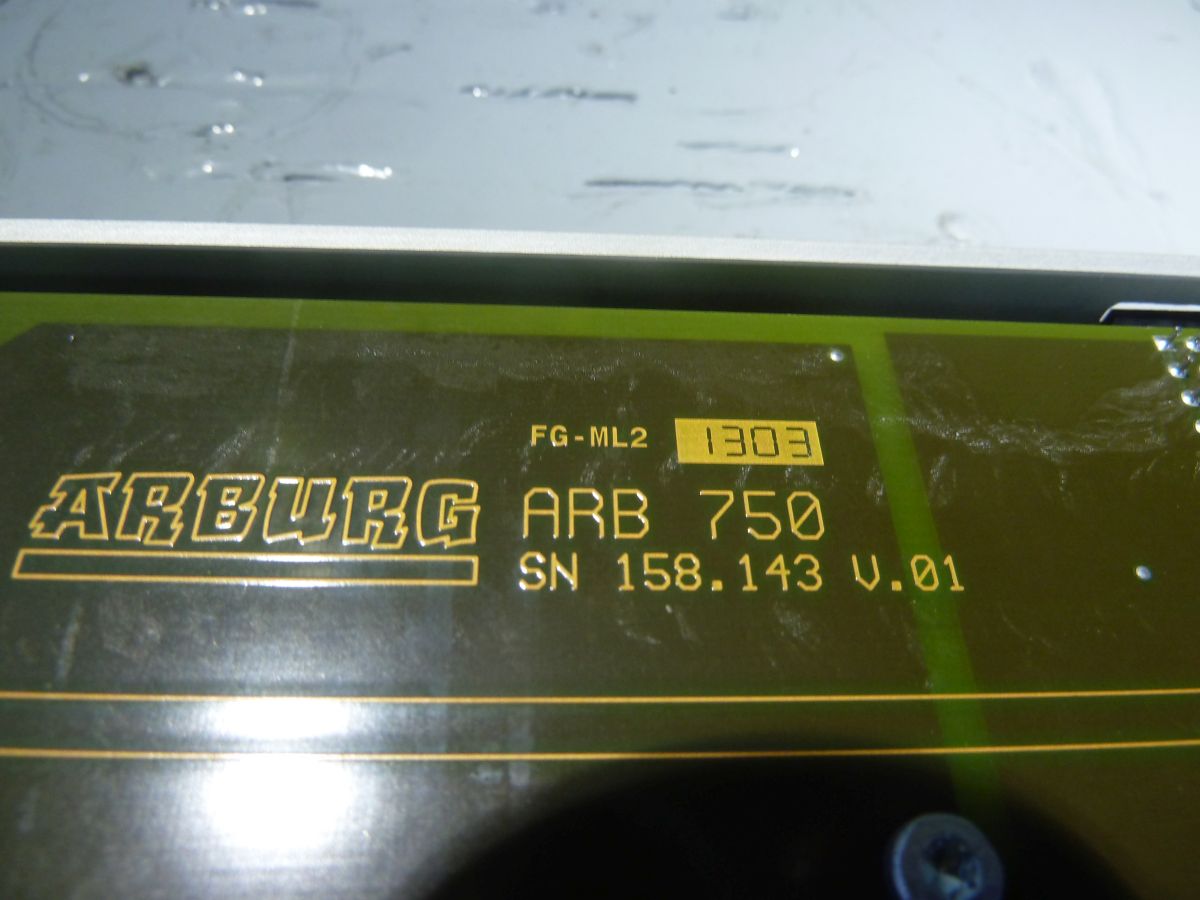 FG-ML2 1303
ARBURG
ARB 750
SN 158.143 V.01